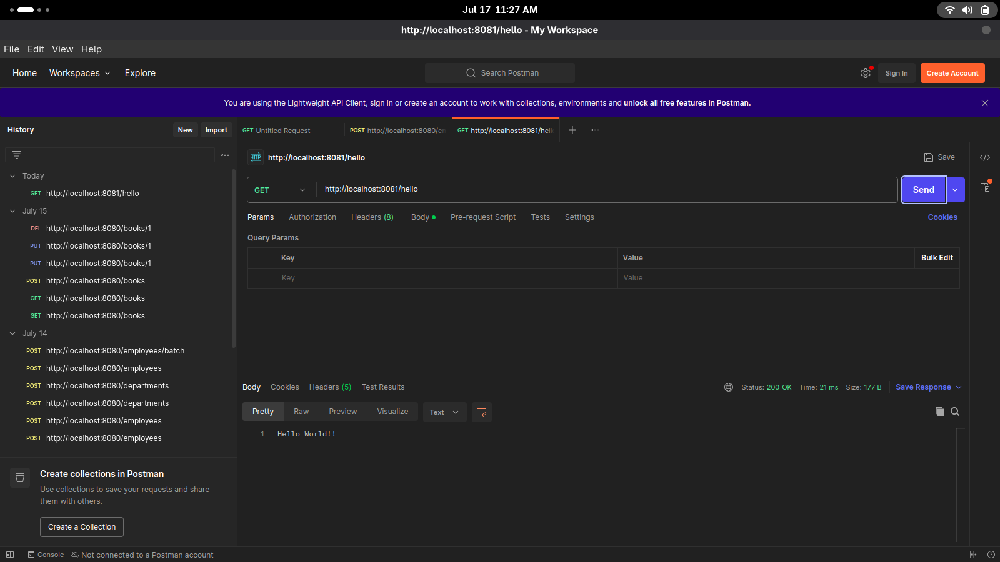 Jul 17 11:27 AM
http://localhost:8081/hello - My Workspace
File Edit View Help
Home Workspaces Explore Search Postman Sign In Create Account
You are using the Lightweight API Client, sign in or create an account to work with collections, environments and unlock all free features in Postman.
History New Import
GET Untitled Request POST http://localhost:8080/en GET http://localhost:8081/hell
HTTP http://localhost:8081/hello Save
Today
GET http://localhost:8081/hello
July 15
DEL http://localhost:8080/books/1
PUT http://localhost:8080/books/1
PUT http://localhost:8080/books/1
POST http://localhost:8080/books
GET http://localhost:8080/books
GET http://localhost:8080/books
July 14
POST http://localhost:8080/employees/batch
POST http://localhost:8080/employees
POST http://localhost:8080/departments
POST http://localhost:8080/departments
POST http://localhost:8080/employees
POST http://localhost:8080/employees
Create collections in Postman
Use collections to save your requests and share
them with others.
Create a Collection
GET http://localhost:8081/hello Send
Params Authorization Headers (8) Body Pre-request Script Tests Settings Cookies
Query Params
Key Value Bulk Edit
Key Value
Body Cookies Headers (5) Test Results Status: 200 OK Time: 21 ms Size: 177 B Save Response
Pretty Raw Preview Visualize Text
1 Hello World!!
Console Not connected to a Postman account